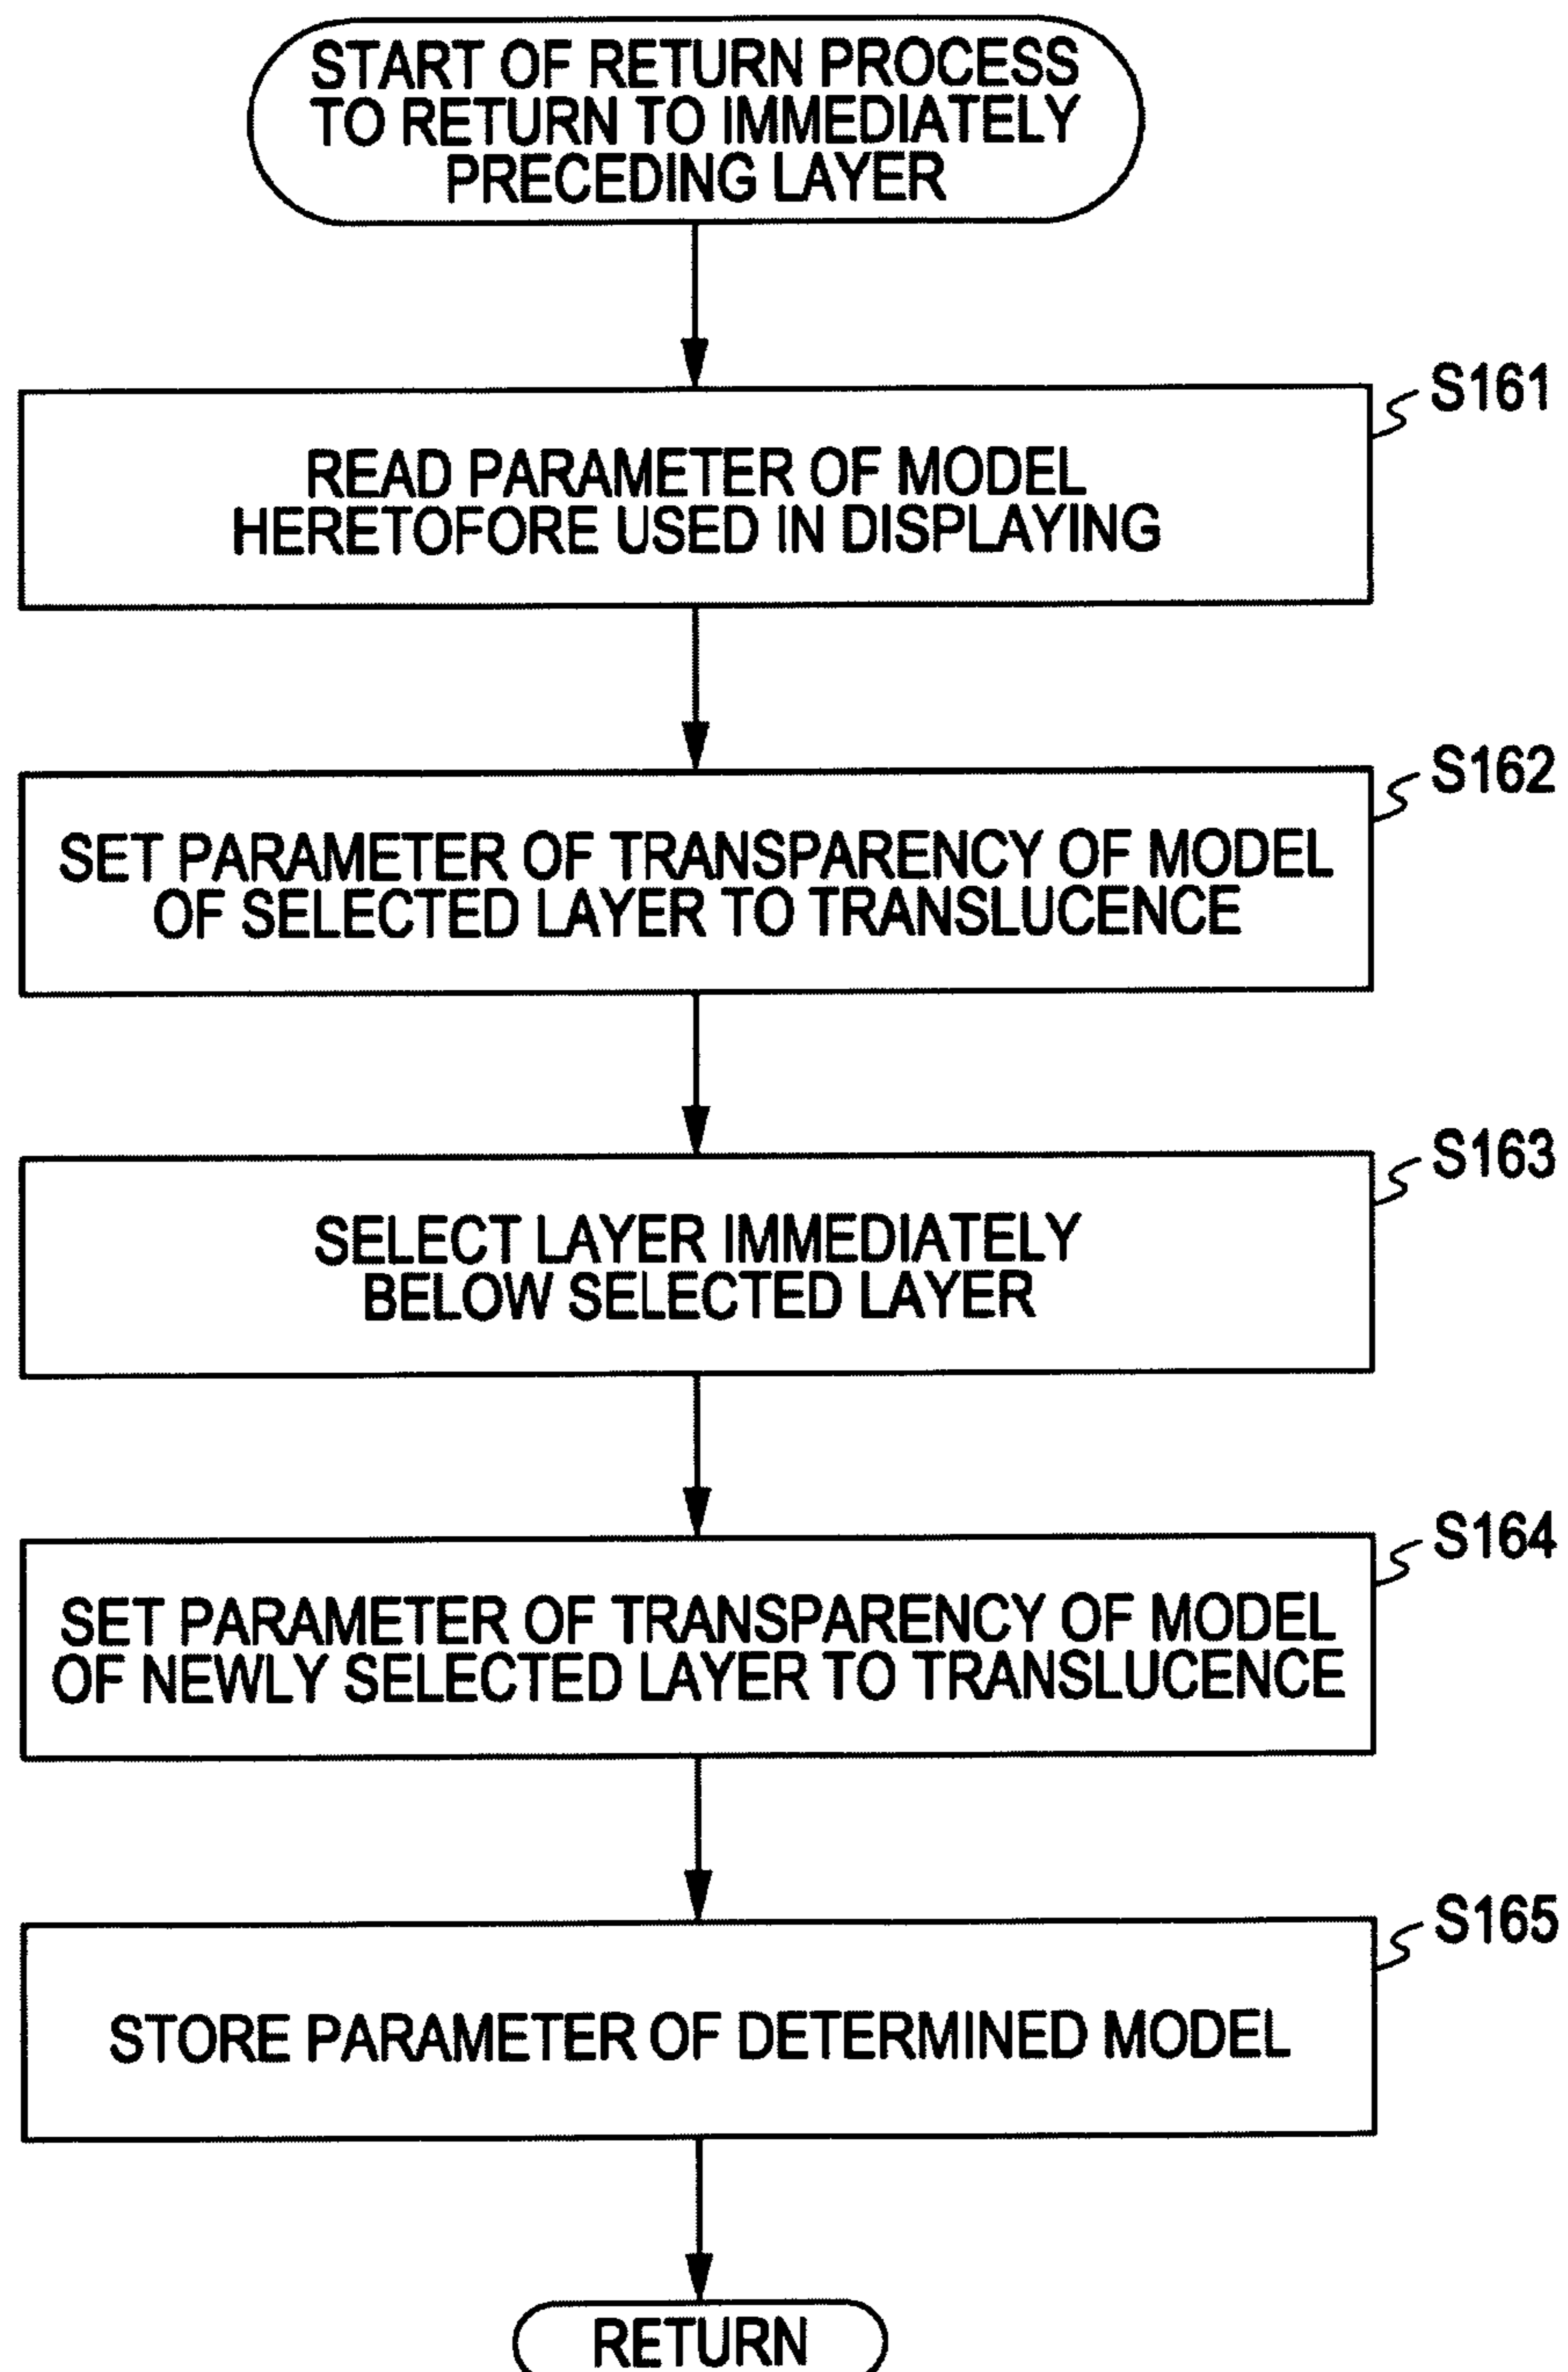 START OF RETURN PROCESS
TO RETURN TO IMMEDIATELY
PRECEDING LAYER
S161
READ PARAMETER OF MODEL
HERETOFORE USED IN DISPLAYING
S162
SET PARAMETER OF TRANSPARENCY OF MODEL
OF SELECTED LAYER TO TRANSLUCENCE
S163
SELECT LAYER IMMEDIATELY
BELOW SELECTED LAYER
S164
SET PARAMETER OF TRANSPARENCY OF MODEL
OF NEWLY SELECTED LAYER TO TRANSLUCENCE
S165
STORE PARAMETER OF DETERMINED MODEL
RETURN